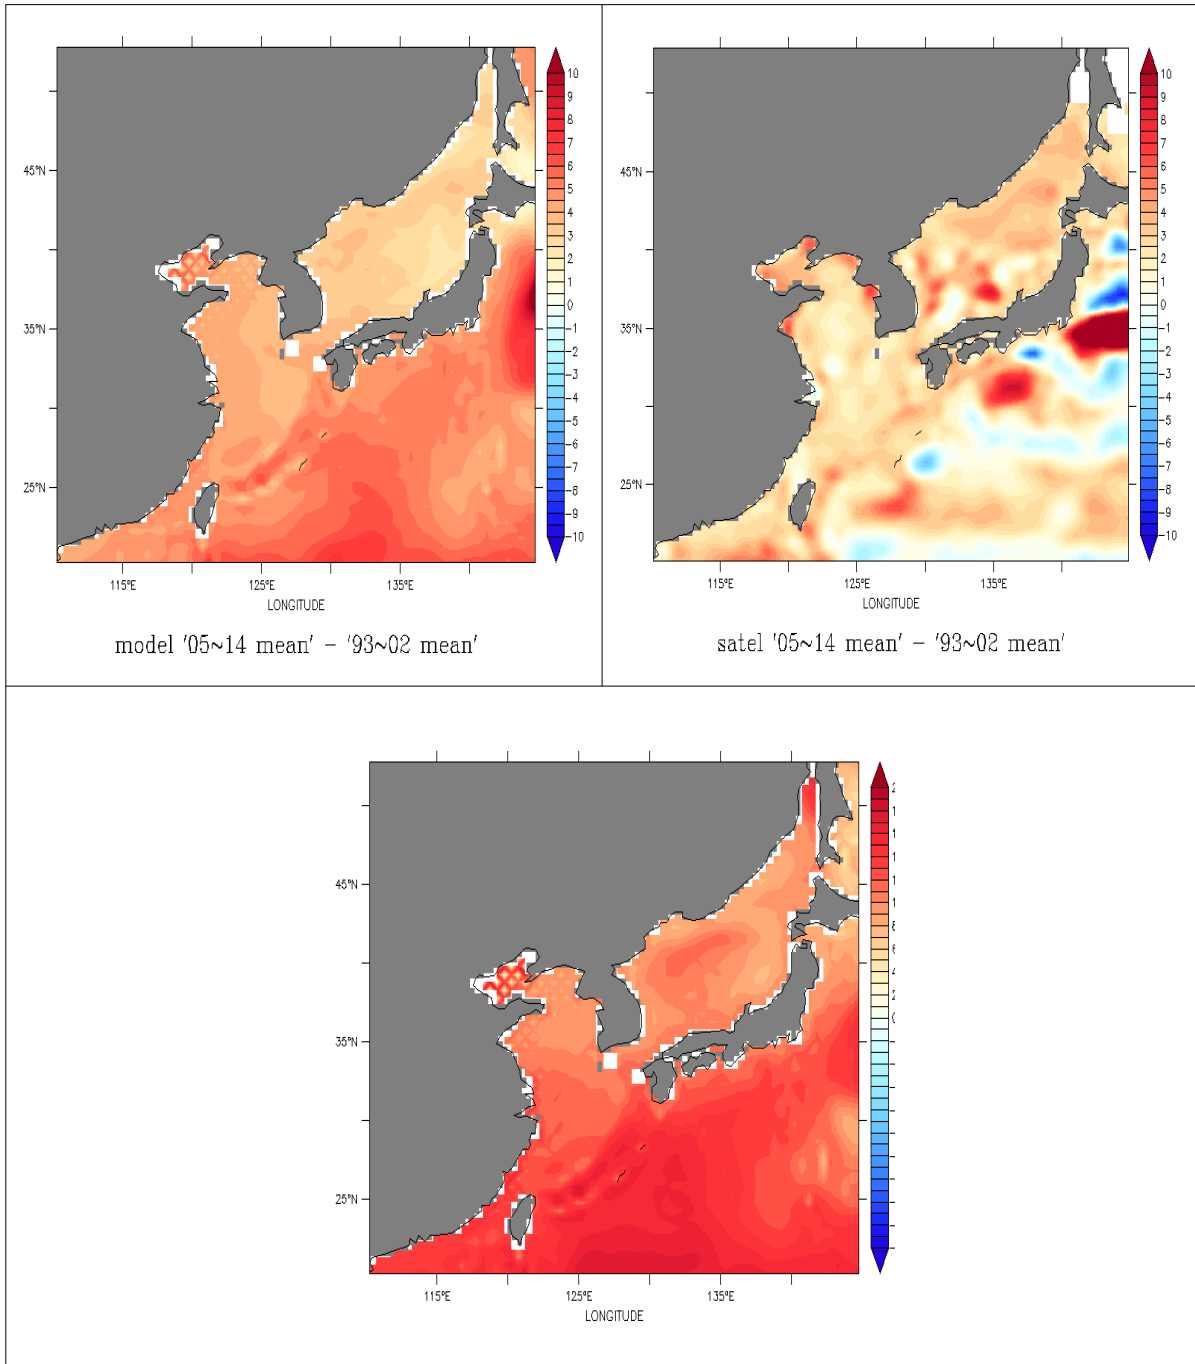 10
9
8
7
6
5
4
3
2
1
0
-1
-2
-3
-4
-5
-6
-7
-8
-9
-10
45°N
35°N
25°N
115°E 125°E 135°E
LONGITUDE
model '05~14 mean' – '93~02 mean'
10
9
8
7
6
5
4
3
2
1
0
-1
-2
-3
-4
-5
-6
-7
-8
-9
-10
45°N
35°N
25°N
115°E 125°E 135°E
LONGITUDE
satel '05~14 mean' – '93~02 mean'
45°N
35°N
25°N
115°E 125°E 135°E
LONGITUDE